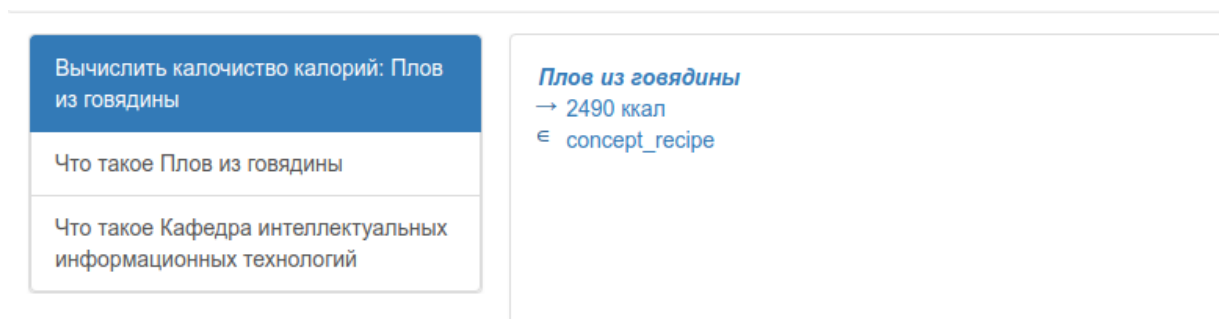 Вычислить калочиство калорий: Плов
из говядины
Что такое Плов из говядины
Что такое Кафедра интеллектуальных
информационных технологий
Плов из говядины
→ 2490 ккал
∈ concept_recipe